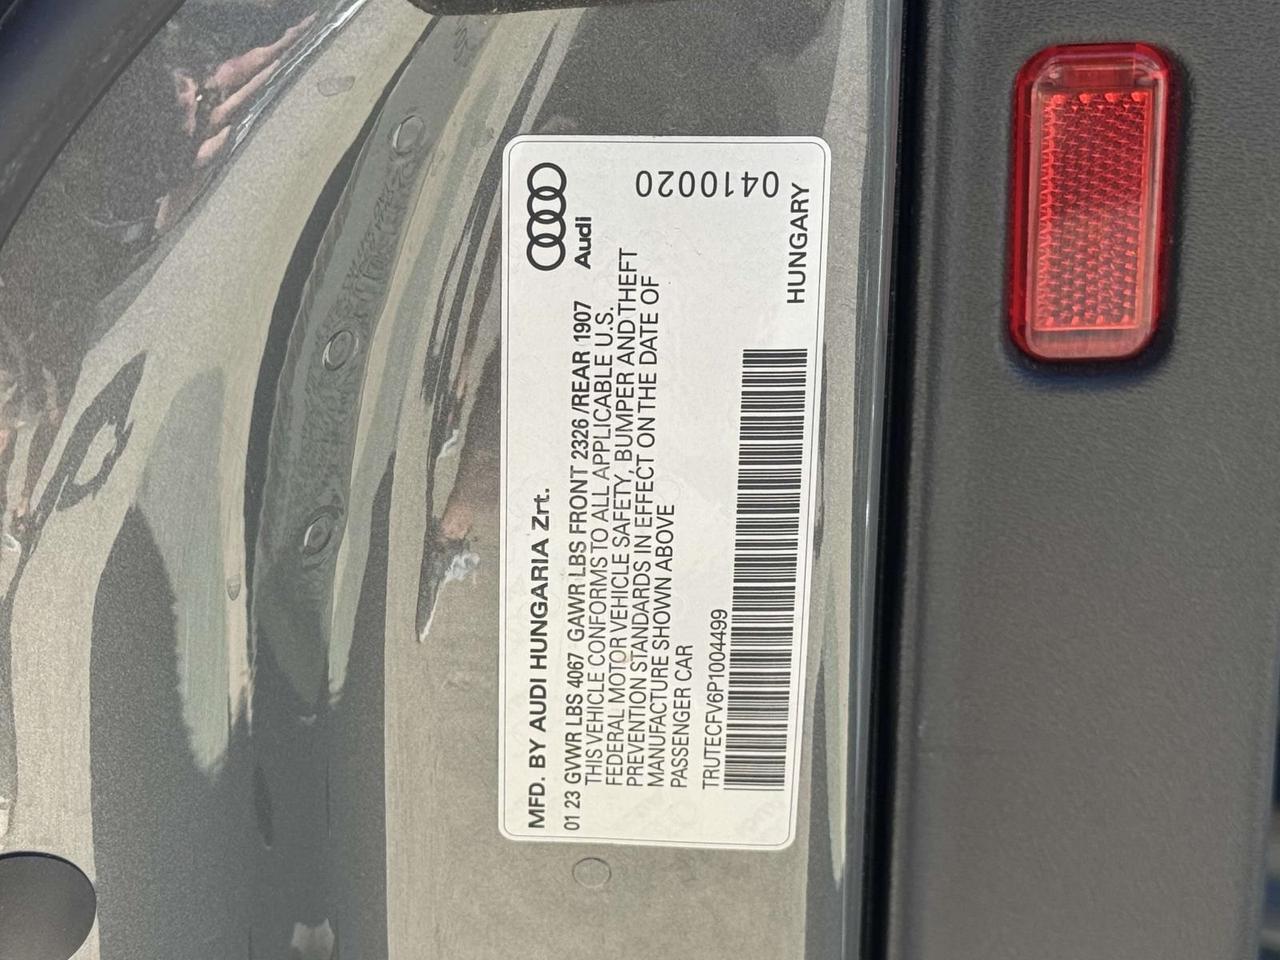 MFD. BY AUDI HUNGARIA Zrt.
Audi
01 23 GVWR LBS 4067 GAWR LBS FRONT 2326 /REAR 1907
THIS VEHICLE CONFORMS TO ALL APPLICABLE U.S.
FEDERAL MOTOR VEHICLE SAFETY, BUMPER AND THEFT
PREVENTION STANDARDS IN EFFECT ON THE DATE OF
MANUFACTURE SHOWN ABOVE
PASSENGER CAR
TRUTECFV6P1004499
0410020
HUNGARY